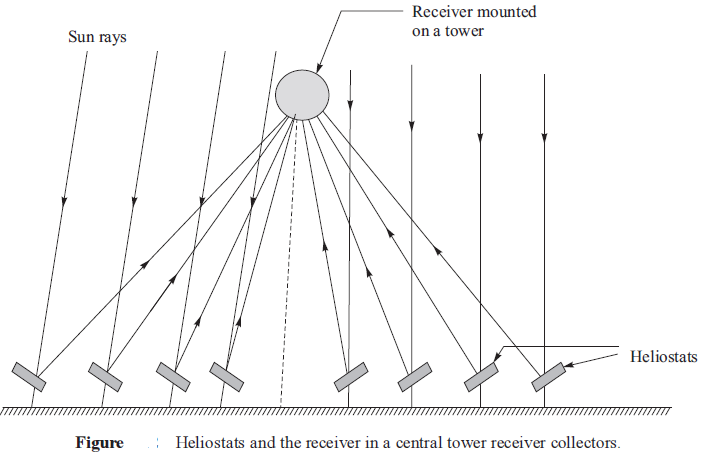 Receiver mounted
on a tower
Sun rays
Heliostats
Figure : Heliostats and the receiver in a central tower receiver collectors.